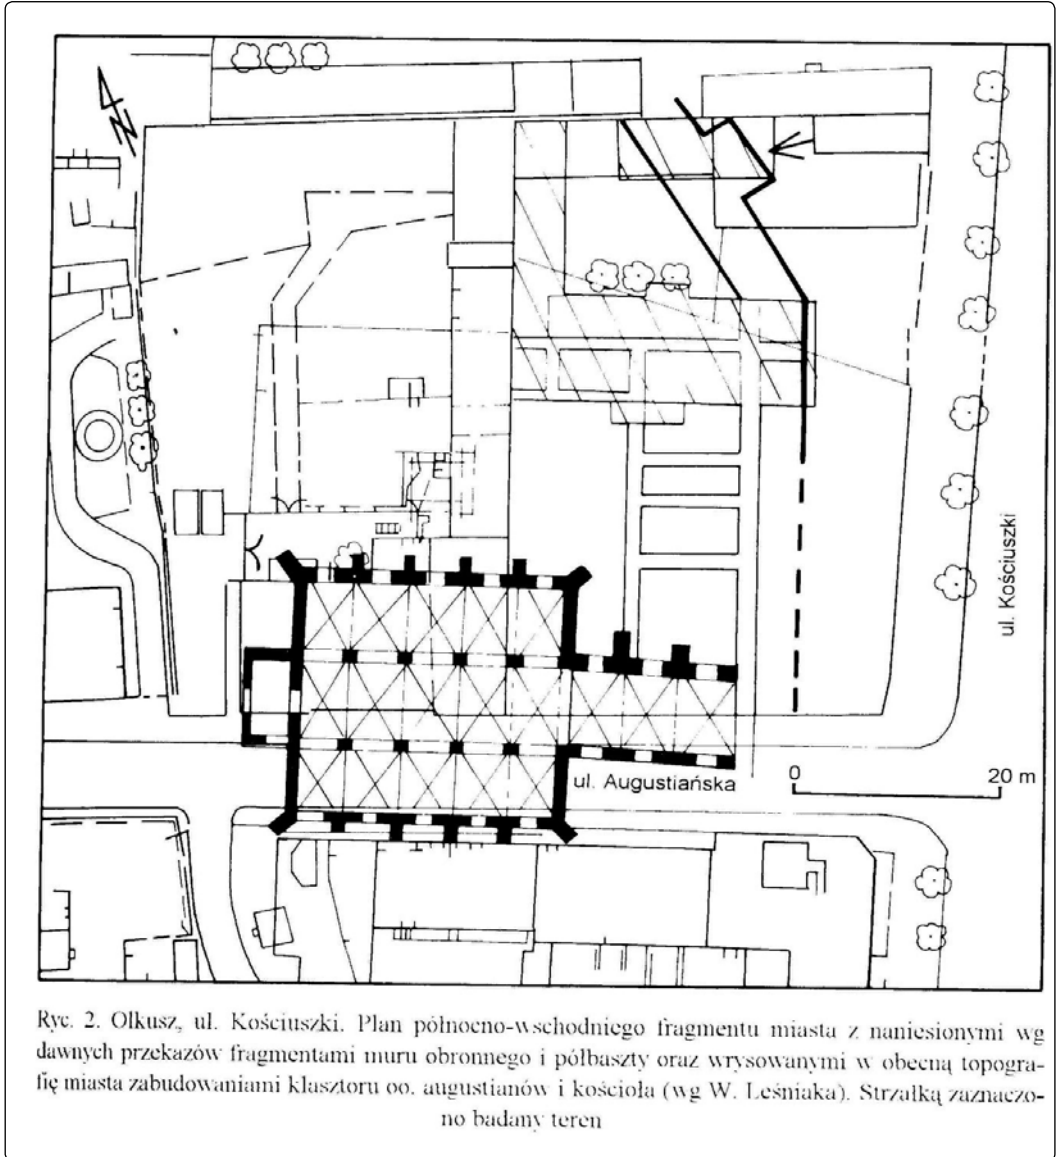 ul. Kościuszki
ul. Augustiańska
0 20 m
Ryc. 2. Olkusz, ul. Kościuszki. Plan północno-wschodniego fragmentu miasta z naniesionymi wg
dawnych przekazów fragmentami muru obronnego i półbaszty oraz wrysowanymi w obecną topogra-
fię miasta zabudowaniami klasztoru oo. augustianów i kościoła (wg W. Leśniaka). Strzałką zaznaczo-
no badany teren